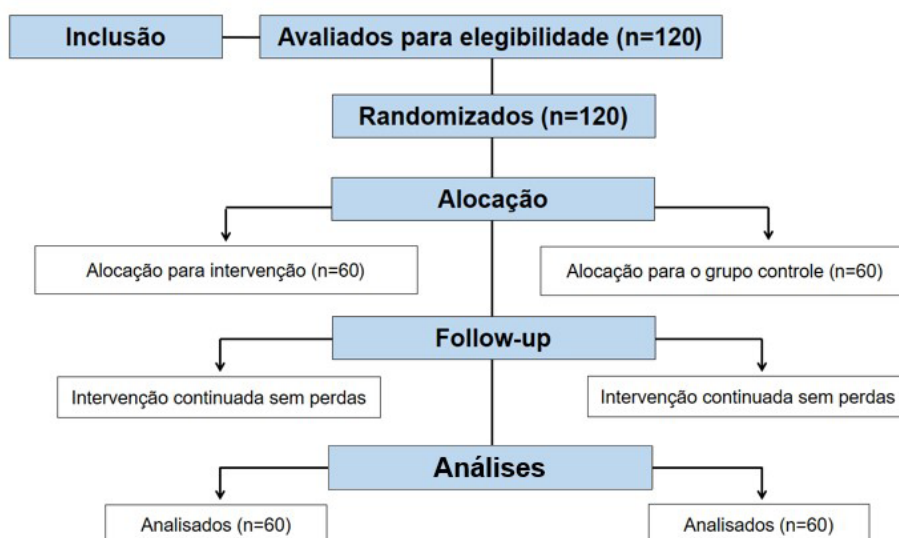 Inclusão
Avaliados para elegibilidade (n=120)
Randomizados (n=120)
Alocação
Alocação para intervenção (n=60)
Alocação para o grupo controle (n=60)
Follow-up
Intervenção continuada sem perdas
Intervenção continuada sem perdas
Análises
Analisados (n=60)
Analisados (n=60)